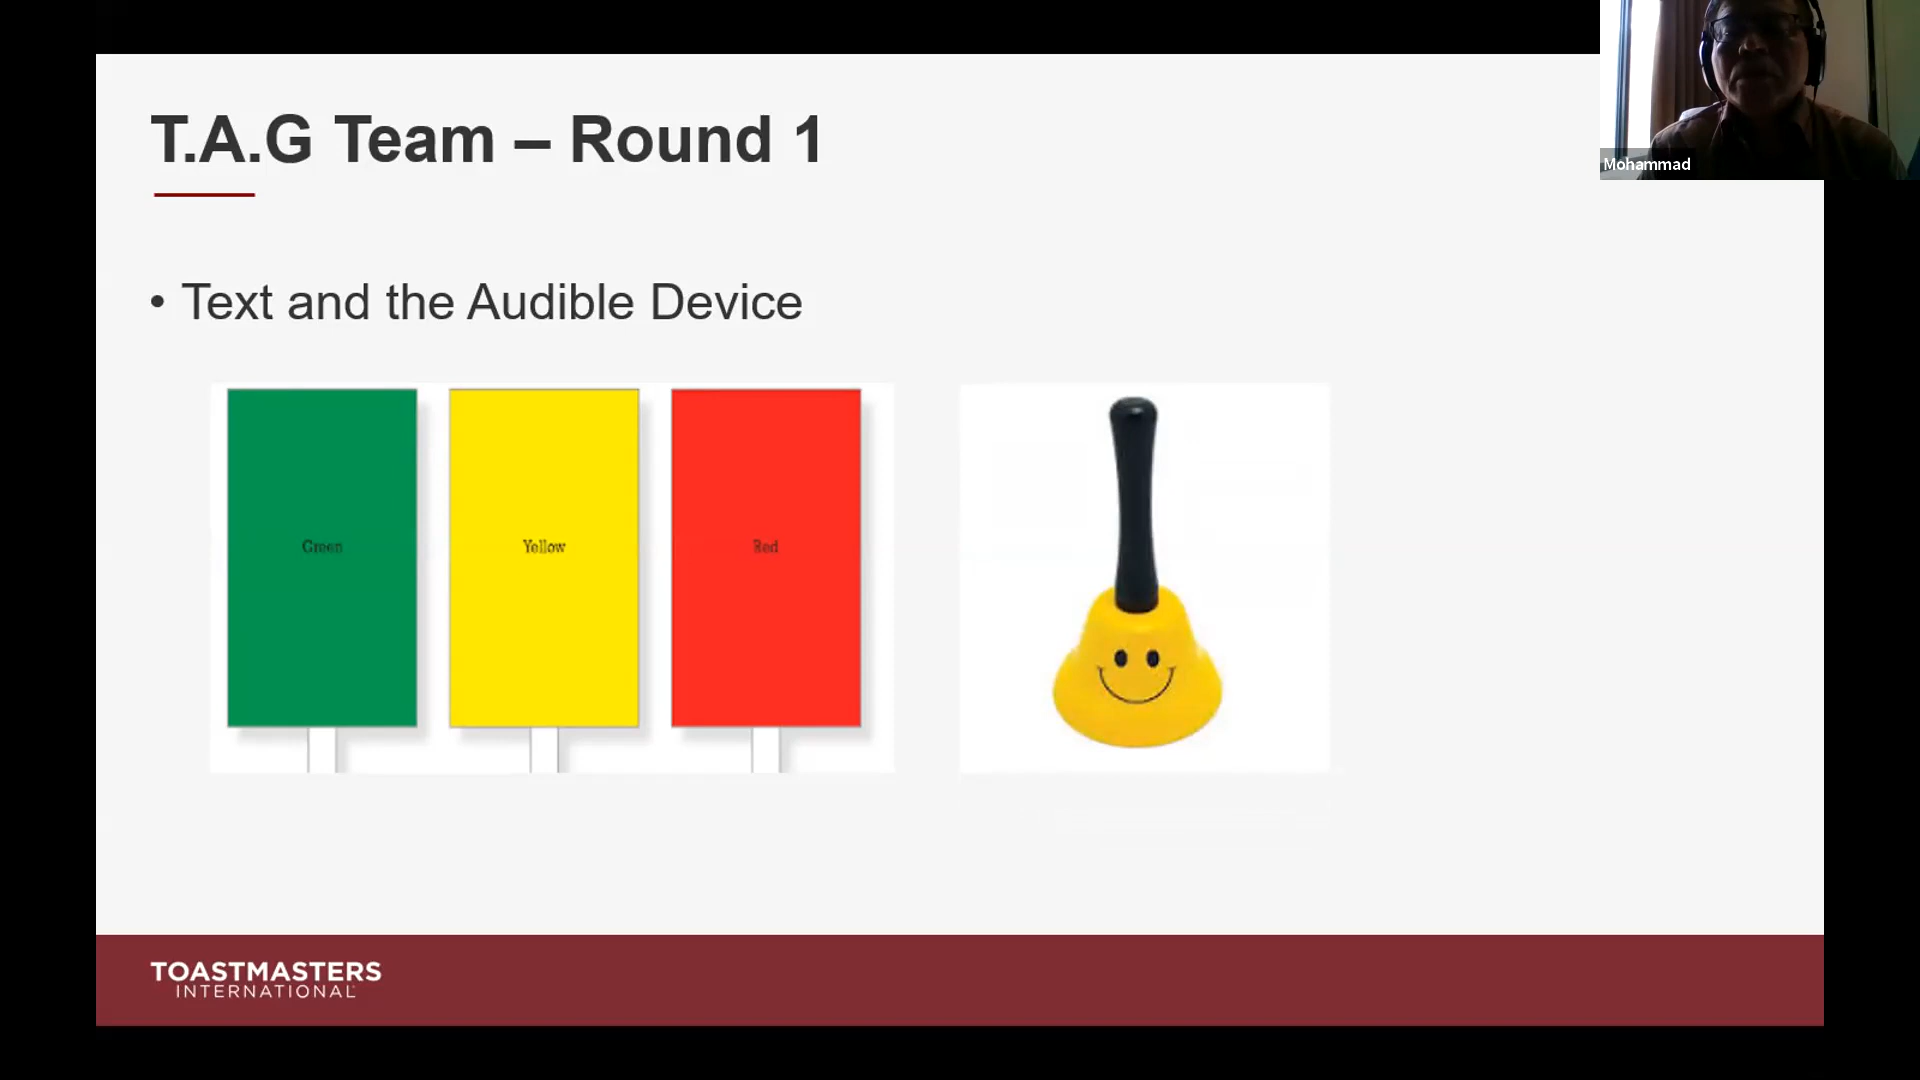 T.A.G Team – Round 1
Mohammad
• Text and the Audible Device
Green
Yellow
Red
TOASTMASTERS
INTERNATIONAL